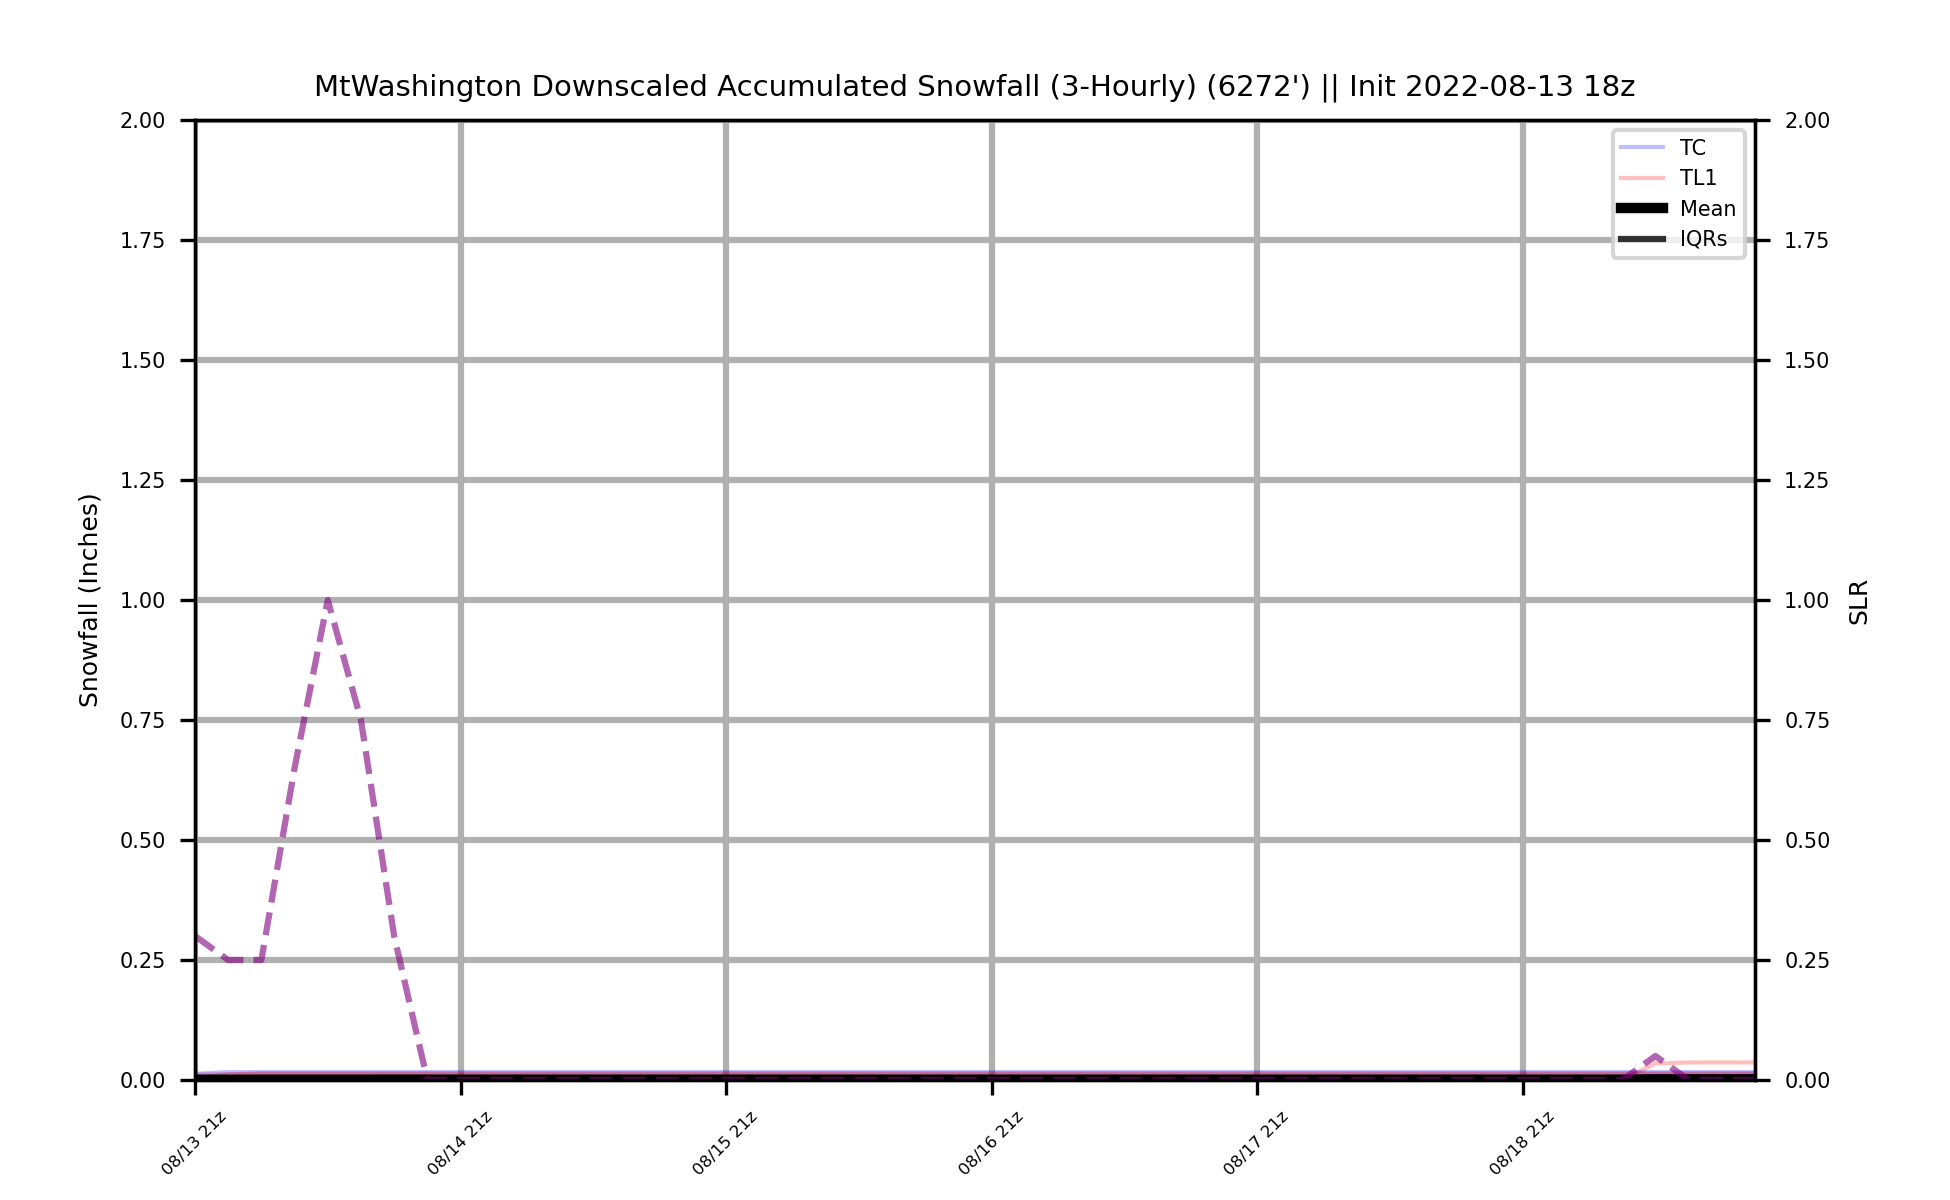 MtWashington Downscaled Accumulated Snowfall (3-Hourly) (6272') || Init 2022-08-13 18z
TC
TL1
Mean
IQRs
2.00
1.75
1.50
1.25
1.00
0.75
0.50
0.25
0.00
Snowfall (Inches)
2.00
1.75
1.50
1.25
1.00
0.75
0.50
0.25
0.00
SLR
08/13 21z
08/14 21z
08/15 21z
08/16 21z
08/17 21z
08/18 21z